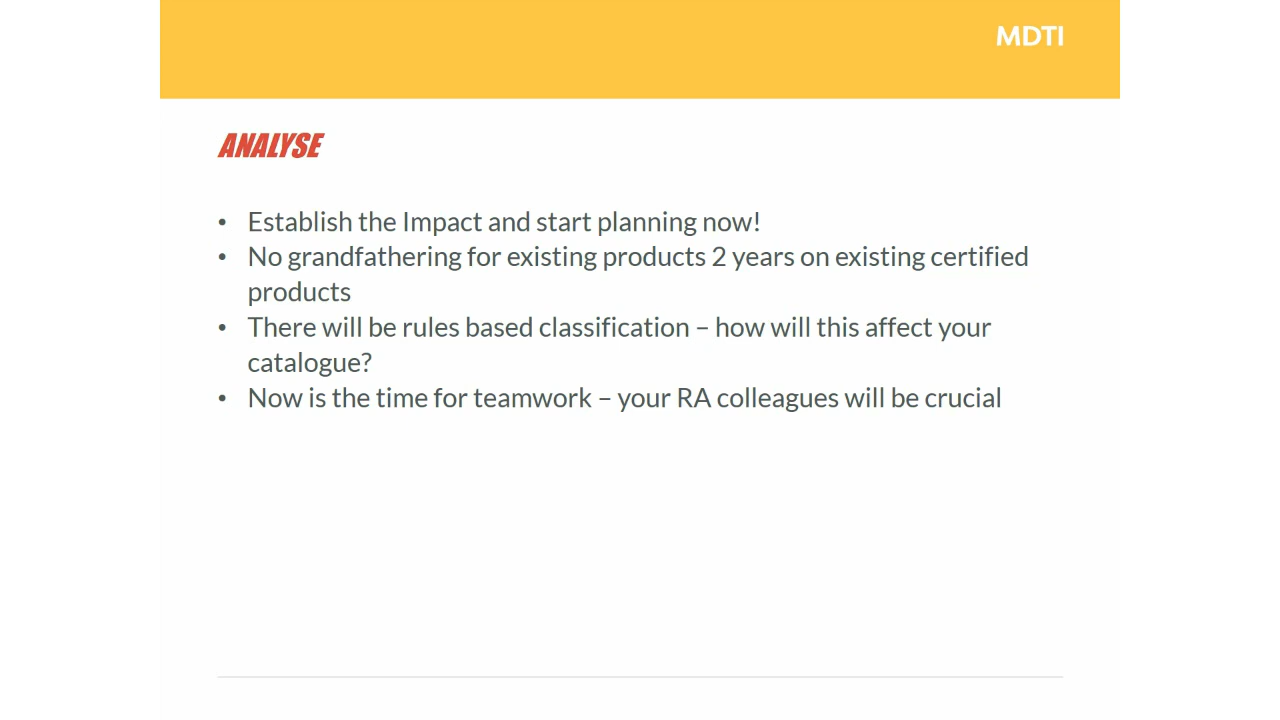 MDTI
ANALYSE
• Establish the Impact and start planning now!
• No grandfathering for existing products 2 years on existing certified
products
• There will be rules based classification – how will this affect your
catalogue?
• Now is the time for teamwork – your RA colleagues will be crucial